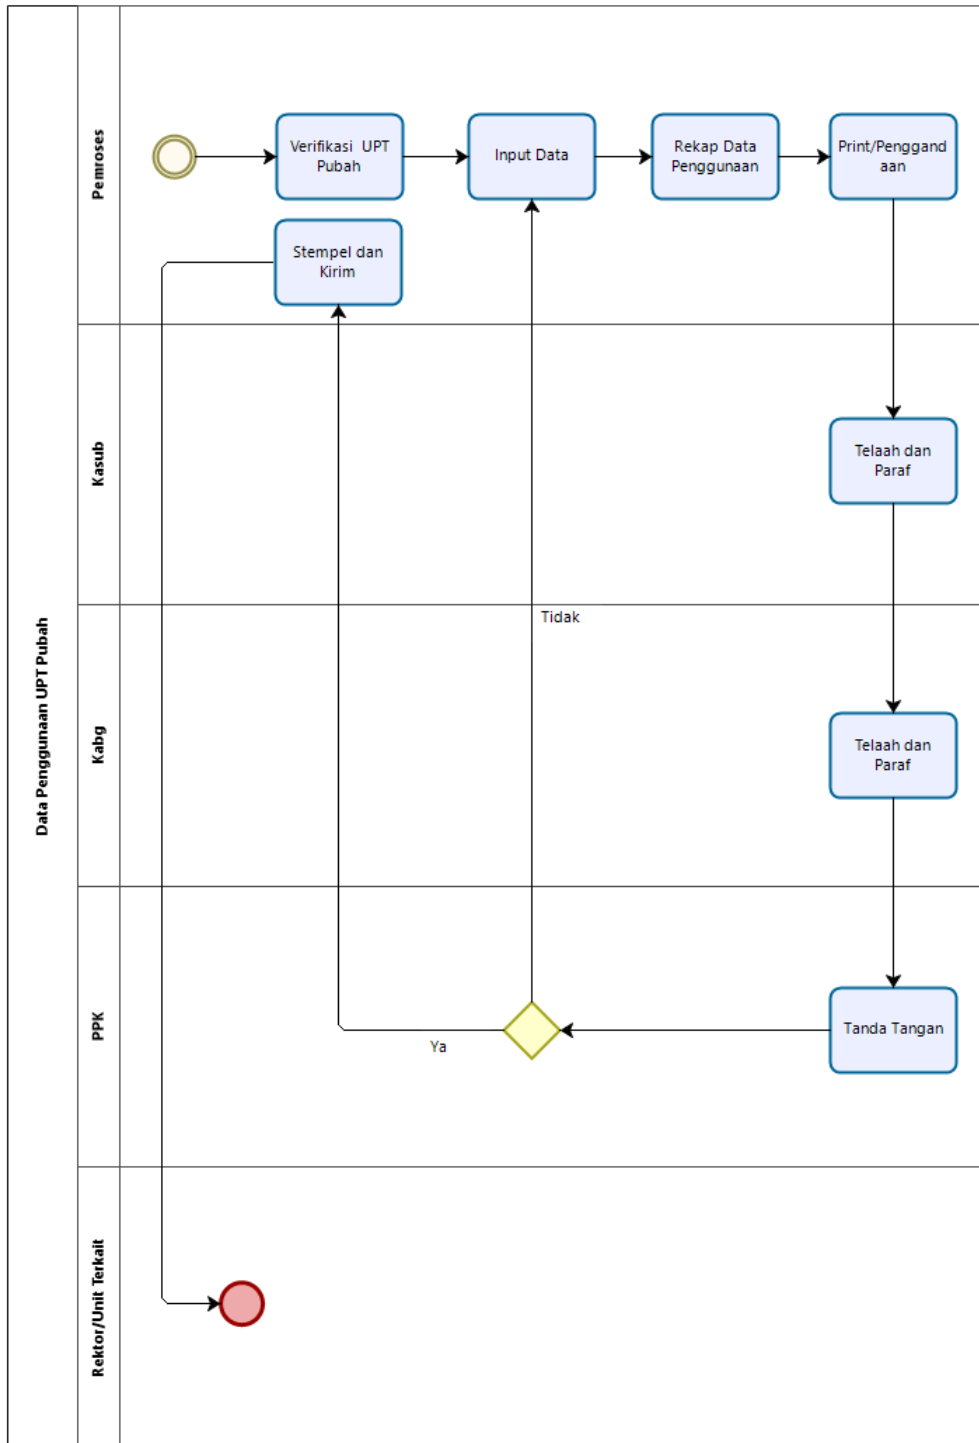 Data Penggunaan UPT Pubah
Pemroses
Verifikasi UPT
Pubah
Input Data
Rekap Data
Penggunaan
Print/Penggand
aan
Stempel dan
Kirim
Kasub
Telaah dan
Paraf
Tidak
Kabg
Telaah dan
Paraf
PPK
Ya
Tanda Tangan
Rektor/Unit Terkait